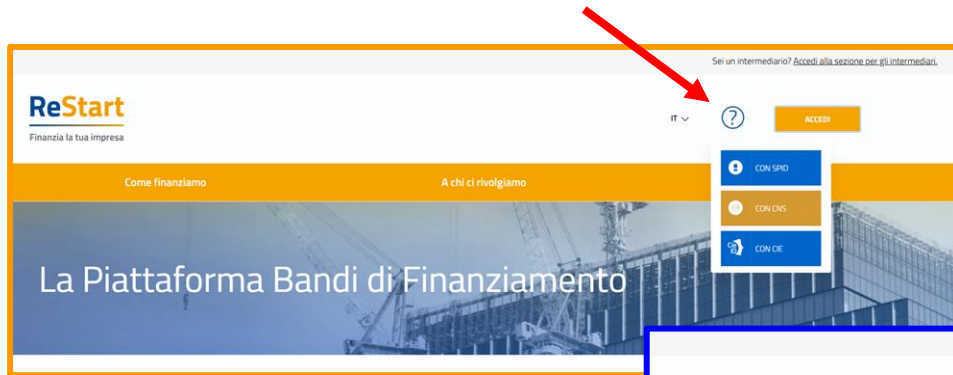 Sei un intermediario? Accedi alla sezione per gli intermediari.
ReStart
Finanzia la tua impresa
IT
?
ACCEDI
CON SPID
CON CNS
CON CIE
Come finanziamo
A chi ci rivolgiamo
La Piattaforma Bandi di Finanziamento